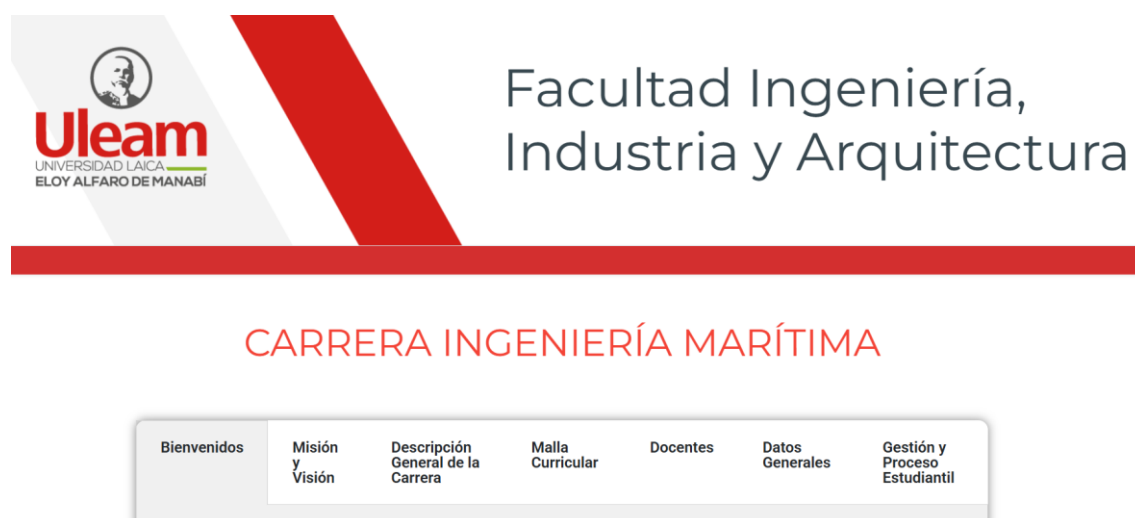 Uleam
UNIVERSIDAD LAICA
ELOY ALFARO DE MANABÍ
Facultad Ingeniería,
Industria y Arquitectura
CARRERA INGENIERÍA MARÍTIMA
Bienvenidos
Misión
y
Visión
Descripción
General de la
Carrera
Malla
Curricular
Docentes
Datos
Generales
Gestión y
Proceso
Estudiantil